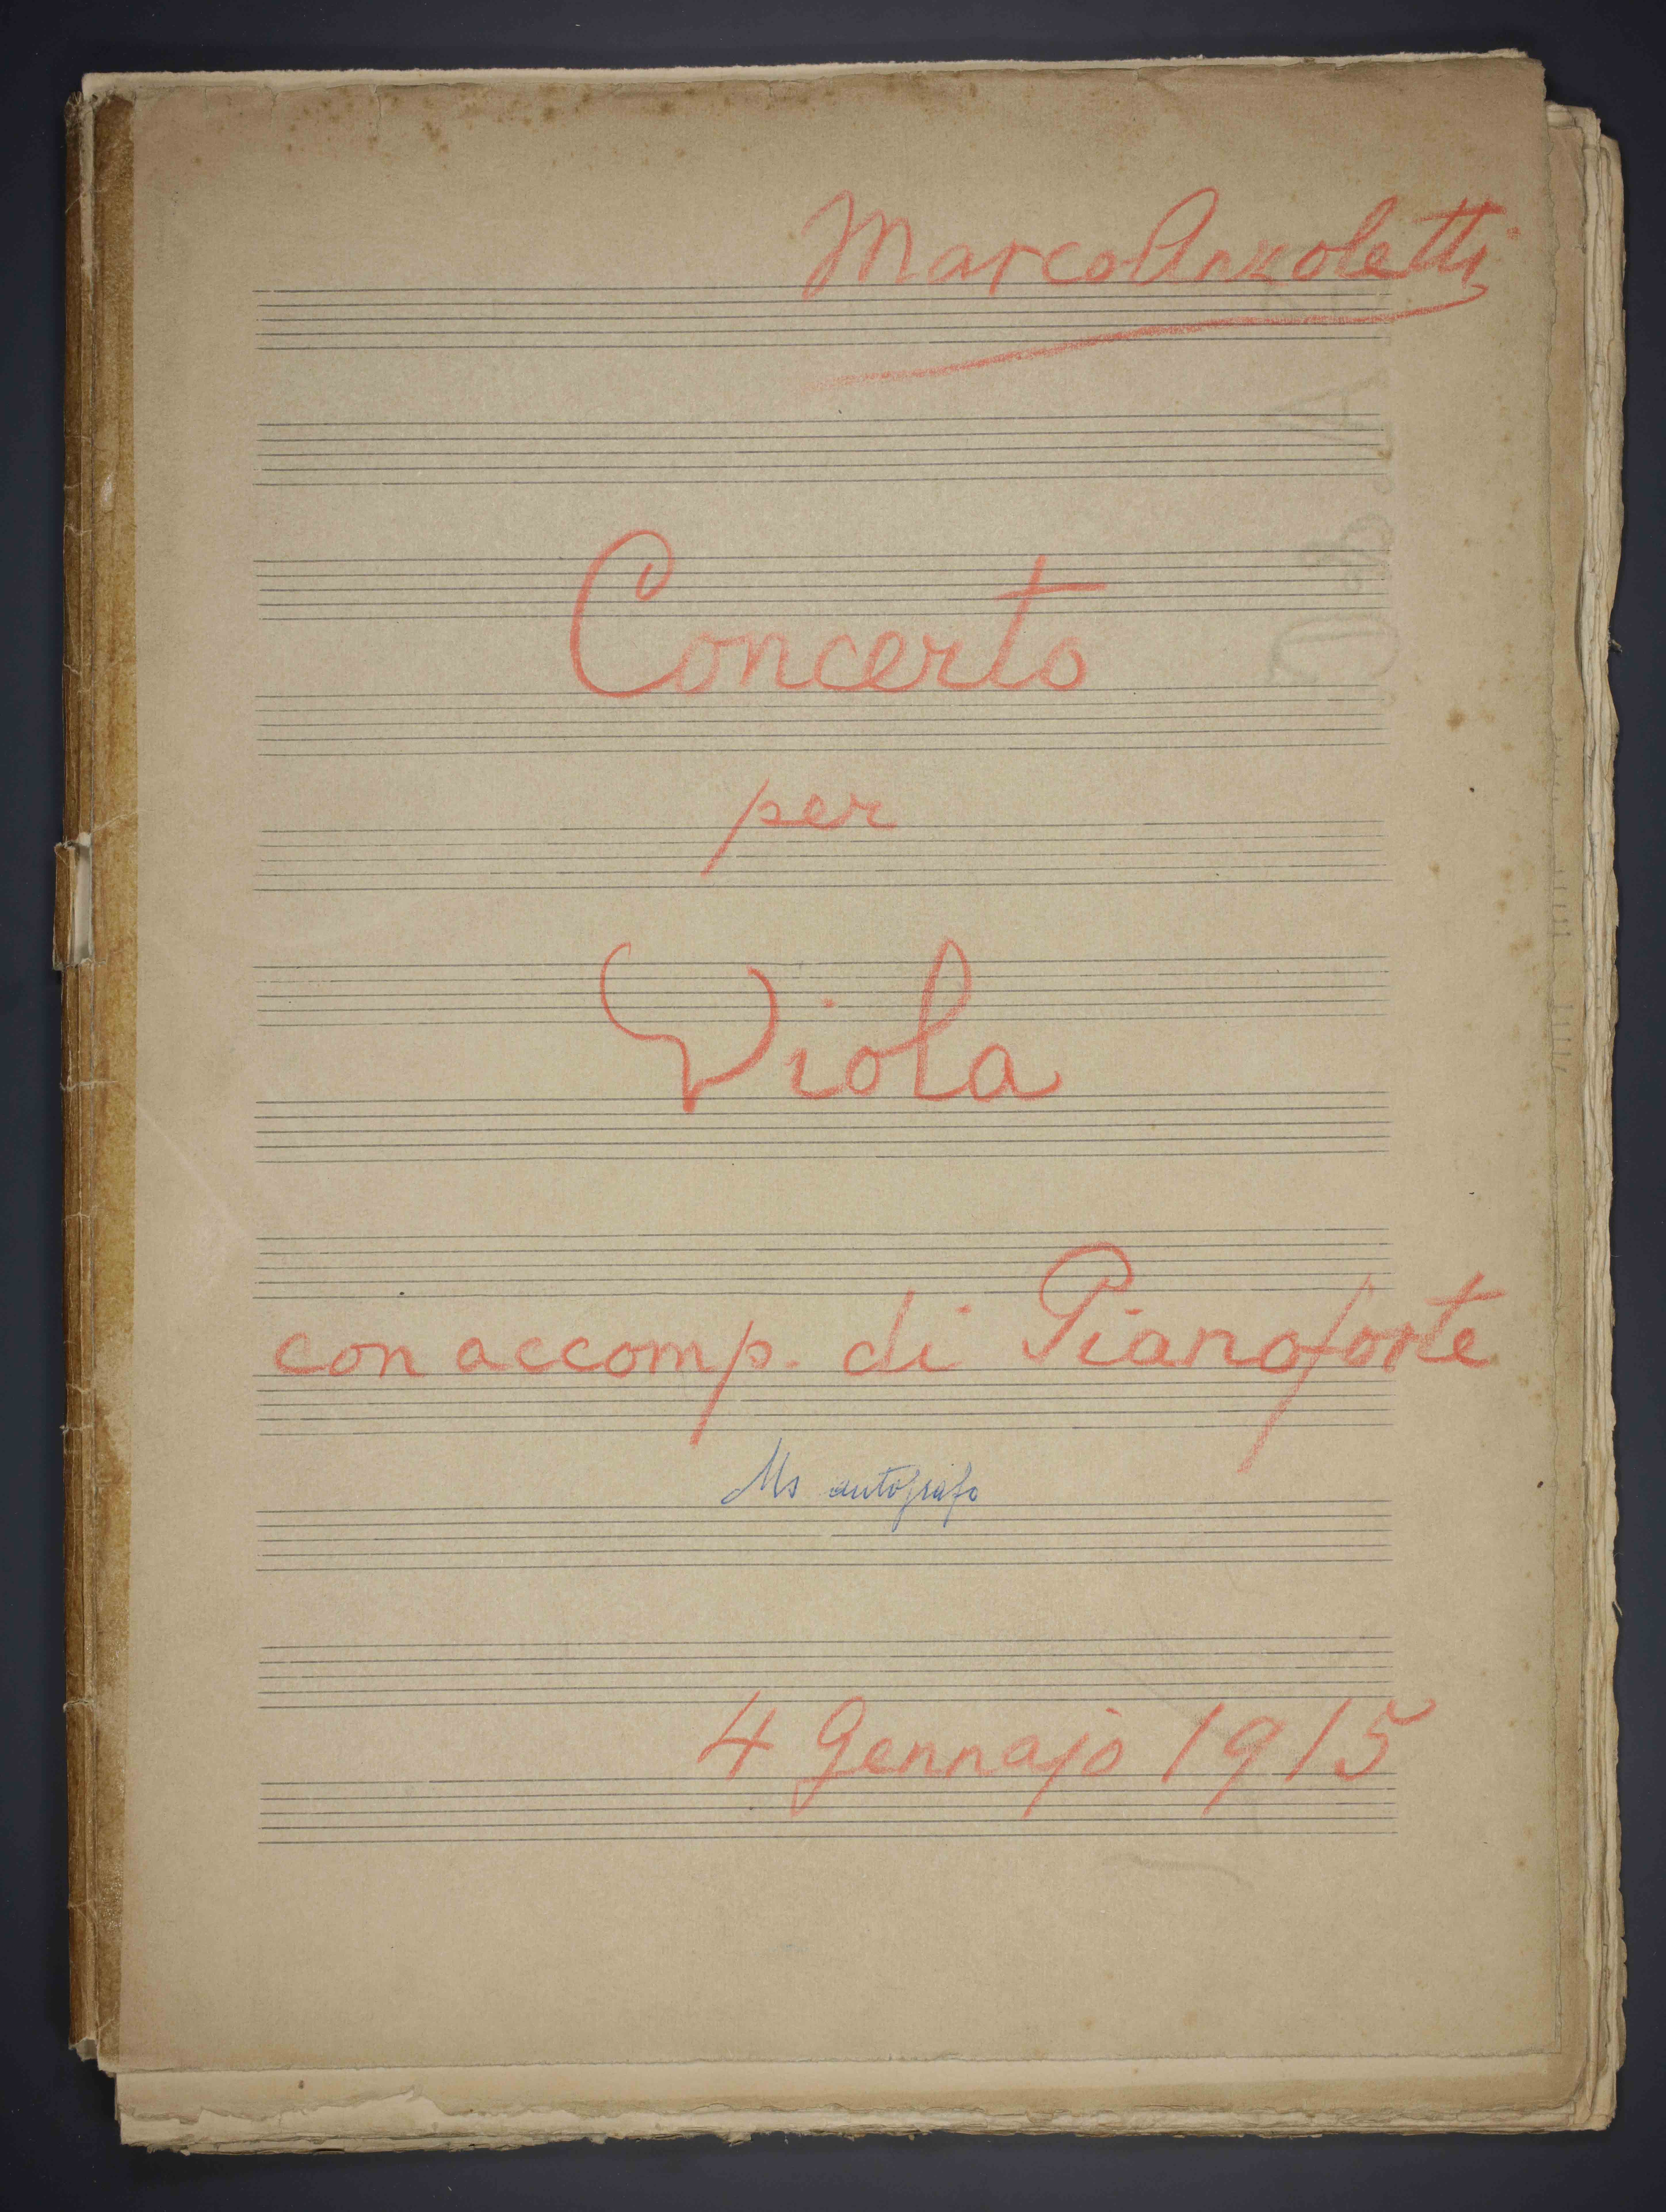 Marco Anzoletti
Concerto
per
Viola
con accomp. di Pianoforte
Ms autografo
4 Gennajo 1915